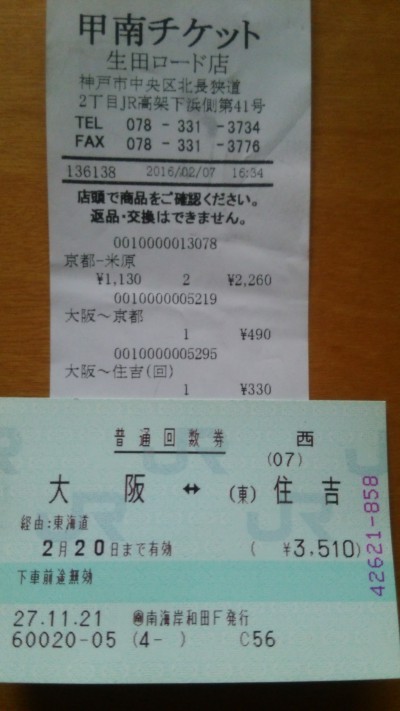 甲南チケット
生田ロード店
神戸市中央区北長狭通
2丁目JR高架下浜側第41号
TEL 078 - 331 -3734
FAX 078 - 331 -3776
136138 2016/02/07 16:34
店頭で商品をご確認ください。
返品・交換はできません。
0010000013078
京都-米原
¥1,130 2 ¥2,260
0010000005219
大阪～京都
1 ¥490
0010000005295
大阪～住吉(回)
1 ¥330
普通回数券 西
(07)
大阪 ↔ (東)住吉
経由:東海道
2月20日まで有効 ( ¥3,510)
下車前途無効
27.11.21 南海岸和田F発行
60020-05 (4- ) C56
42621-858